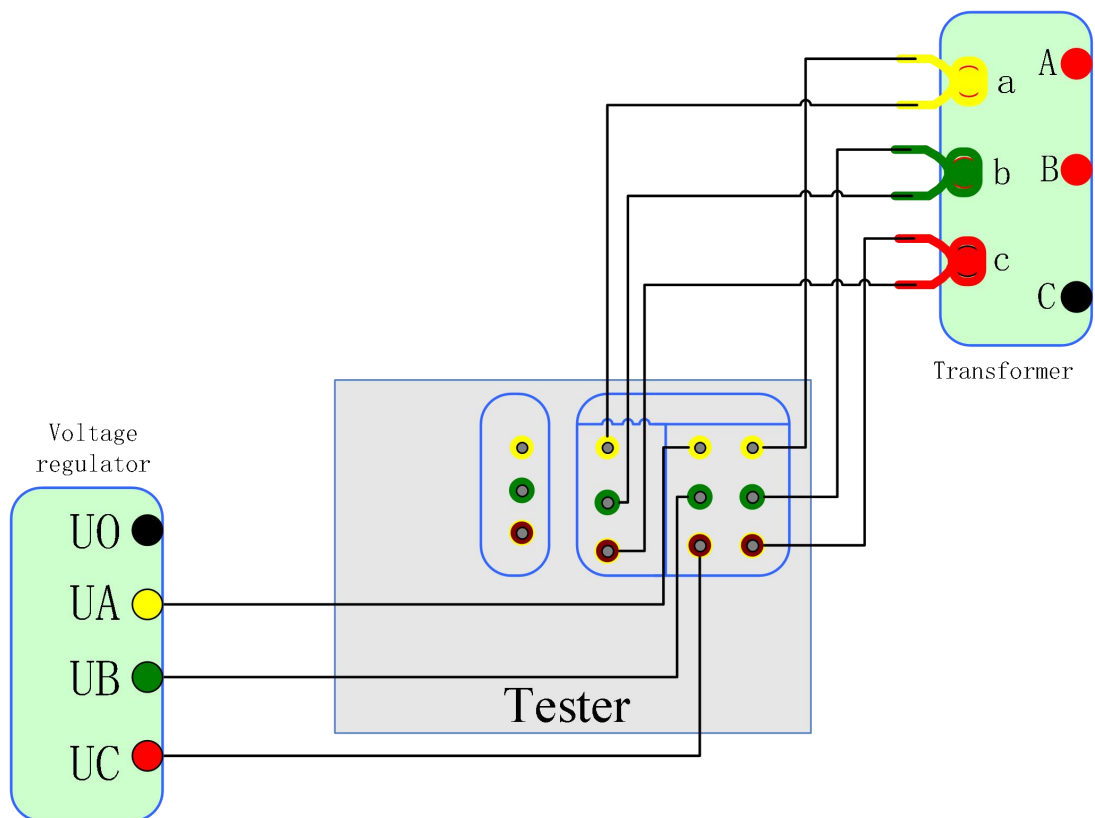 A
a
B
b
c
C
Transformer
Voltage
regulator
UO
UA
UB
UC
Tester